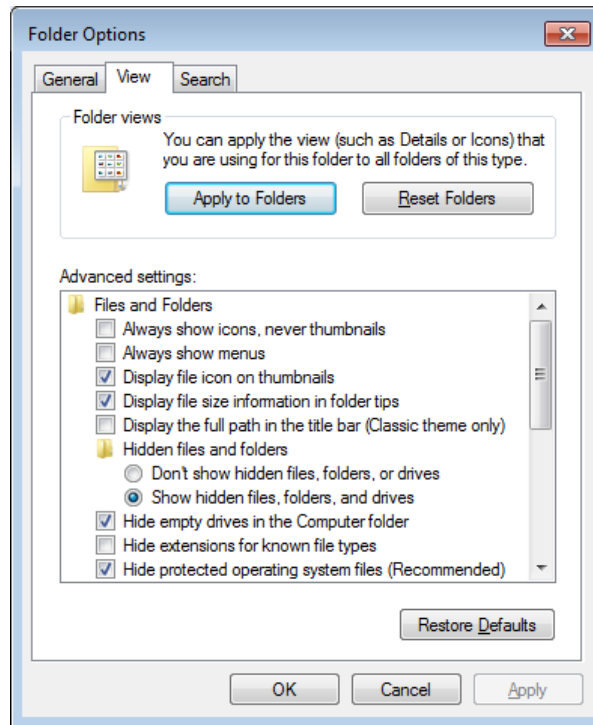 Folder Options
General
View
Search
Folder views
You can apply the view (such as Details or Icons) that
you are using for this folder to all folders of this type.
Apply to Folders
Reset Folders
Advanced settings:
Files and Folders
Always show icons, never thumbnails
Always show menus
Display file icon on thumbnails
Display file size information in folder tips
Display the full path in the title bar (Classic theme only)
Hidden files and folders
Don't show hidden files, folders, or drives
Show hidden files, folders, and drives
Hide empty drives in the Computer folder
Hide extensions for known file types
Hide protected operating system files (Recommended)
Restore Defaults
OK
Cancel
Apply